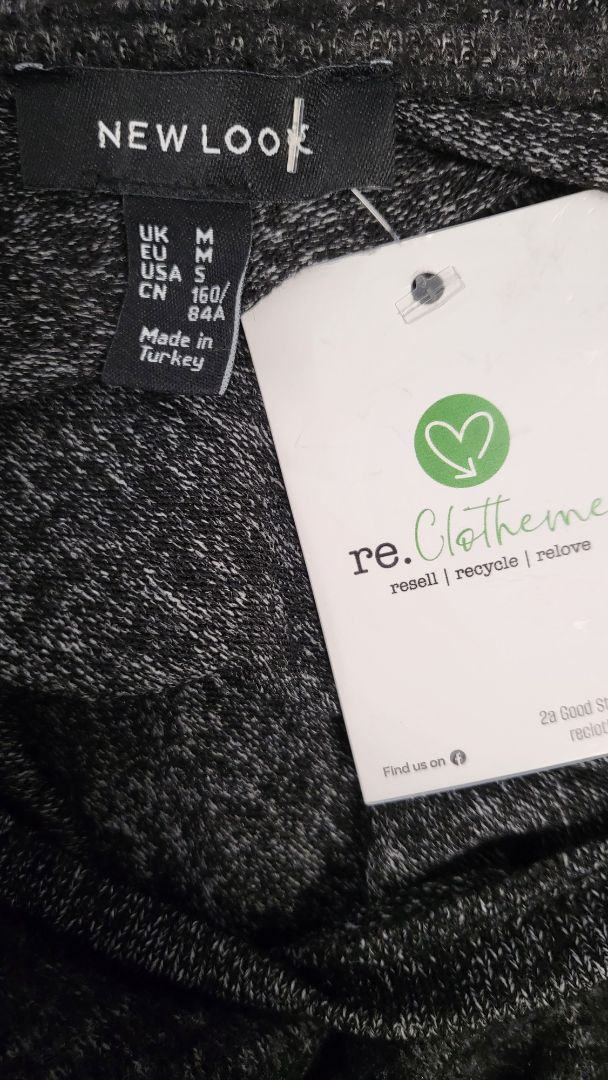 NEW LOOK
UK M
EU M
USA S
CN 160/
84A
Made in
Turkey
re.Clotheme
resell | recycle | relove
2a Good
Find us on